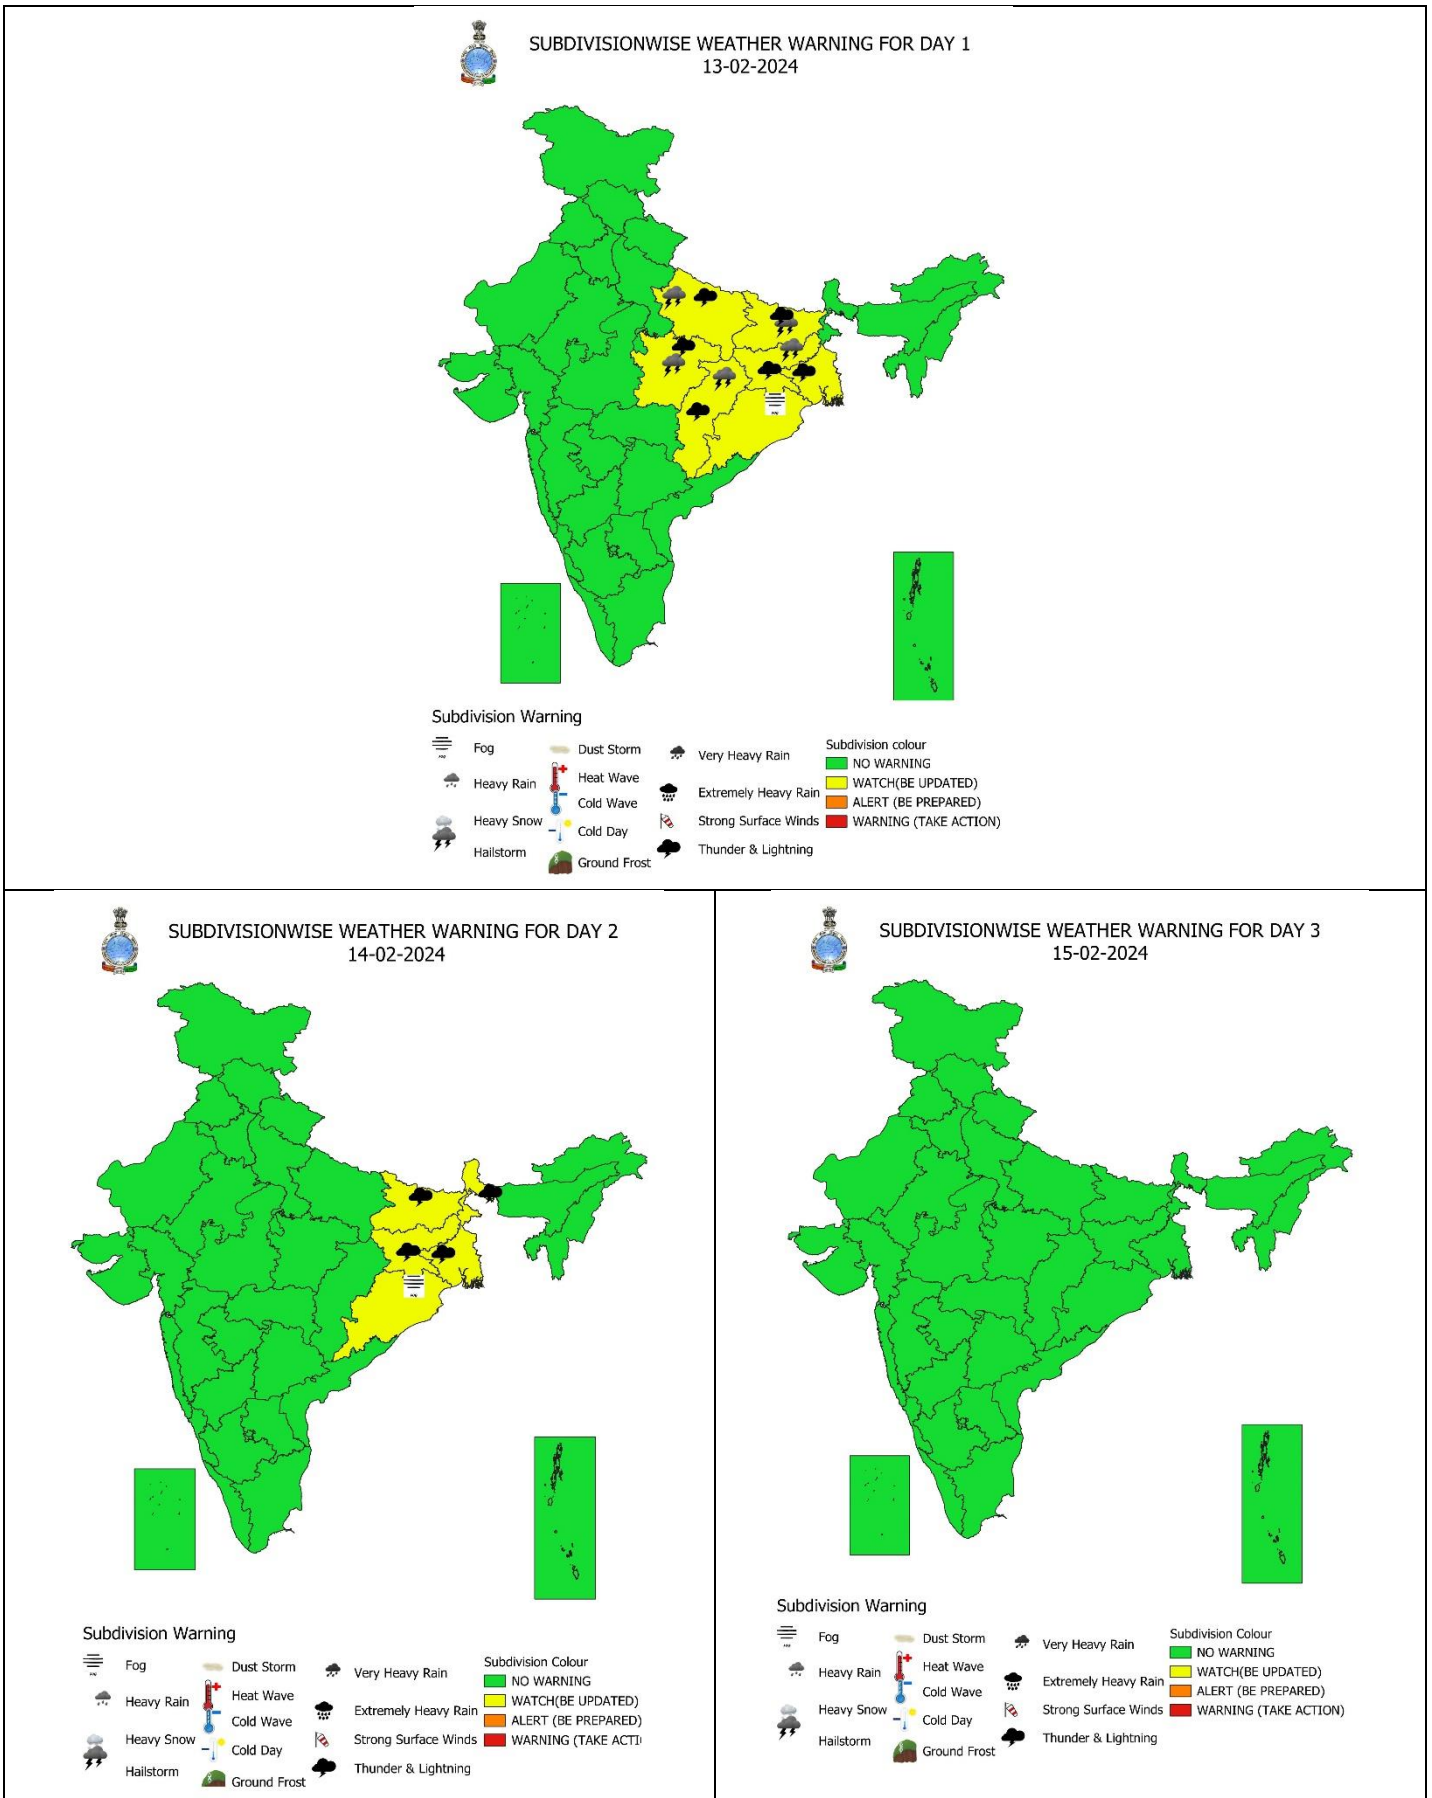 SUBDIVISIONWISE WEATHER WARNING FOR DAY 1
13-02-2024
Subdivision Warning
Fog
Heavy Rain
Heavy Snow
Hailstorm
Dust Storm
Heat Wave
Cold Wave
Cold Day
Ground Frost
Very Heavy Rain
Extremely Heavy Rain
Strong Surface Winds
Thunder & Lightning
Subdivision colour
NO WARNING
WATCH(BE UPDATED)
ALERT (BE PREPARED)
WARNING (TAKE ACTION)
SUBDIVISIONWISE WEATHER WARNING FOR DAY 2
14-02-2024
Subdivision Warning
Fog
Heavy Rain
Heavy Snow
Hailstorm
Dust Storm
Heat Wave
Cold Wave
Cold Day
Ground Frost
Very Heavy Rain
Extremely Heavy Rain
Strong Surface Winds
Thunder & Lightning
Subdivision Colour
NO WARNING
WATCH(BE UPDATED)
ALERT (BE PREPARED)
WARNING (TAKE ACTI
SUBDIVISIONWISE WEATHER WARNING FOR DAY 3
15-02-2024
Subdivision Warning
Fog
Heavy Rain
Heavy Snow
Hailstorm
Dust Storm
Heat Wave
Cold Wave
Cold Day
Ground Frost
Very Heavy Rain
Extremely Heavy Rain
Strong Surface Winds
Thunder & Lightning
Subdivision Colour
NO WARNING
WATCH(BE UPDATED)
ALERT (BE PREPARED)
WARNING (TAKE ACTION)